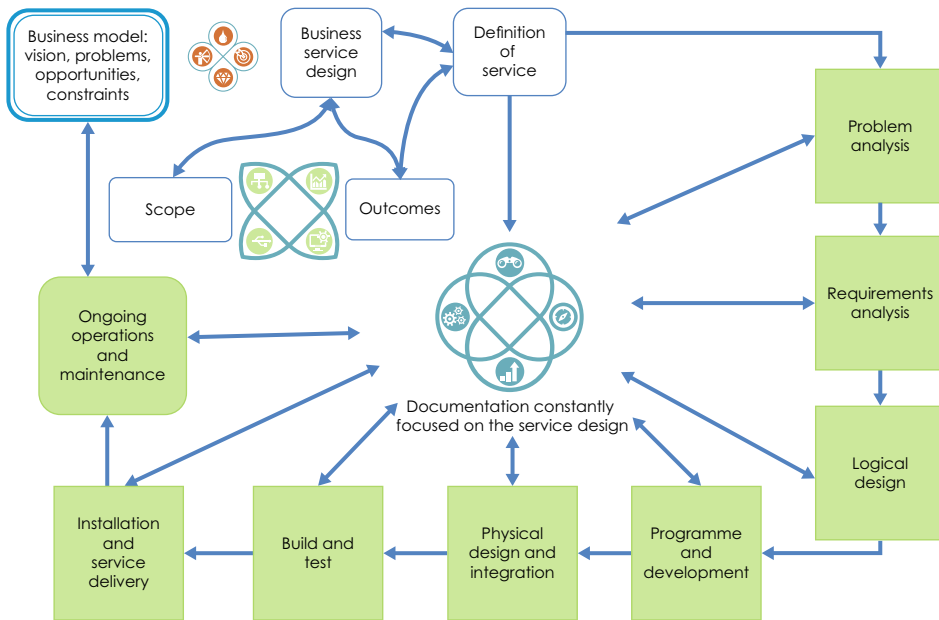 Business model:
vision, problems,
opportunities,
constraints
Business
service
design
Definition
of
service
Problem
analysis
Scope
Outcomes
Requirements
analysis
Ongoing
operations
and
maintenance
Documentation constantly
focused on the service design
Logical
design
Installation
and
service
delivery
Build and
test
Physical
design and
integration
Programme
and
development